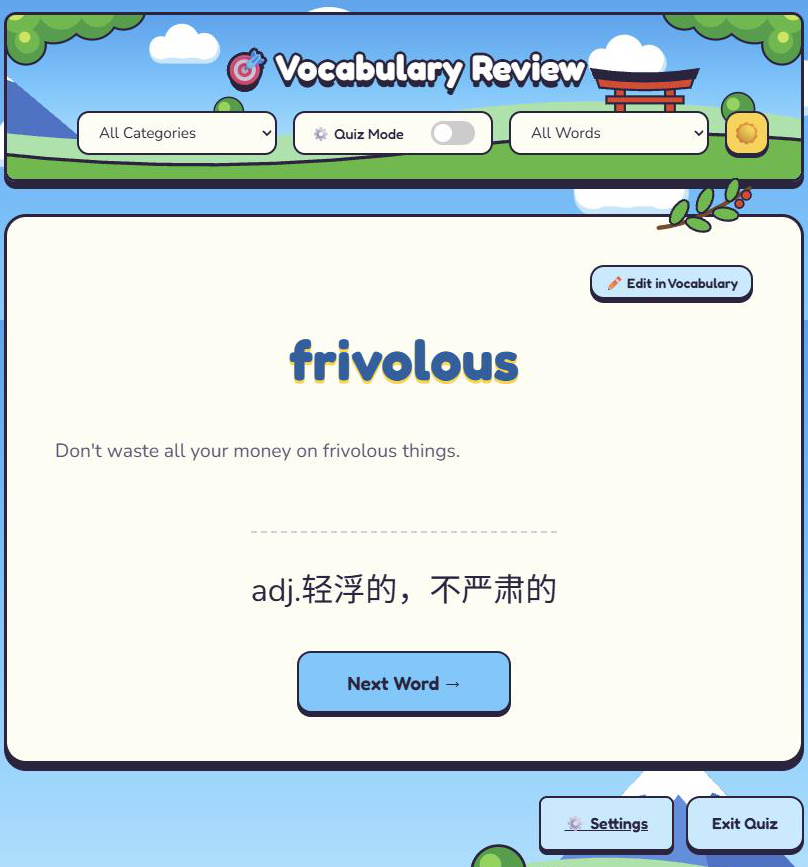 Vocabulary Review
All Categories
Quiz Mode
All Words
Edit in Vocabulary
frivolous
Don't waste all your money on frivolous things.
adj.轻浮的，不严肃的
Next Word →
Settings
Exit Quiz